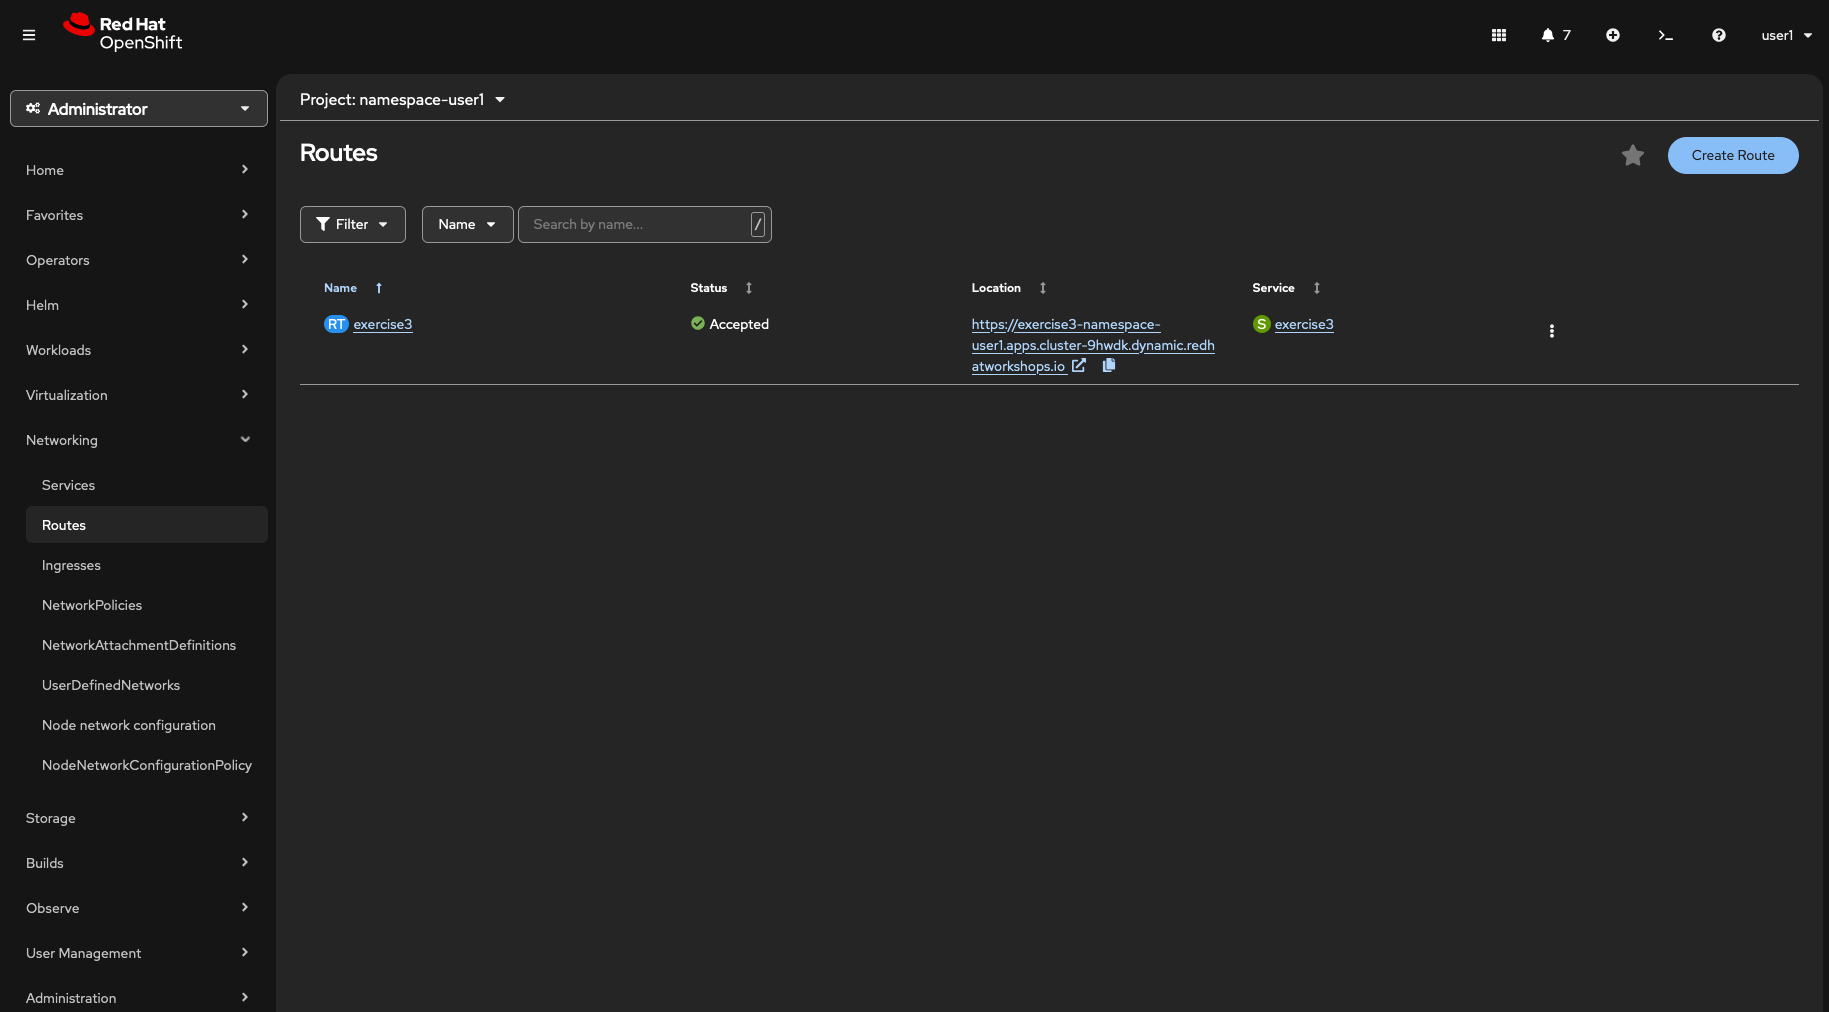 Red Hat
OpenShift
7
user1
Administrator
Home
Favorites
Operators
Helm
Workloads
Virtualization
Networking
Services
Routes
Ingresses
NetworkPolicies
NetworkAttachmentDefinitions
UserDefinedNetworks
Node network configuration
NodeNetworkConfigurationPolicy
Storage
Builds
Observe
User Management
Administration
Project: namespace-user1
Routes
Create Route
Filter
Name
Search by name...
/
Name Status Location Service
RT exercise3
Accepted
https://exercise3-namespace-
user1.apps.cluster-9hwdk.dynamic.redh
atworkshops.io
S exercise3